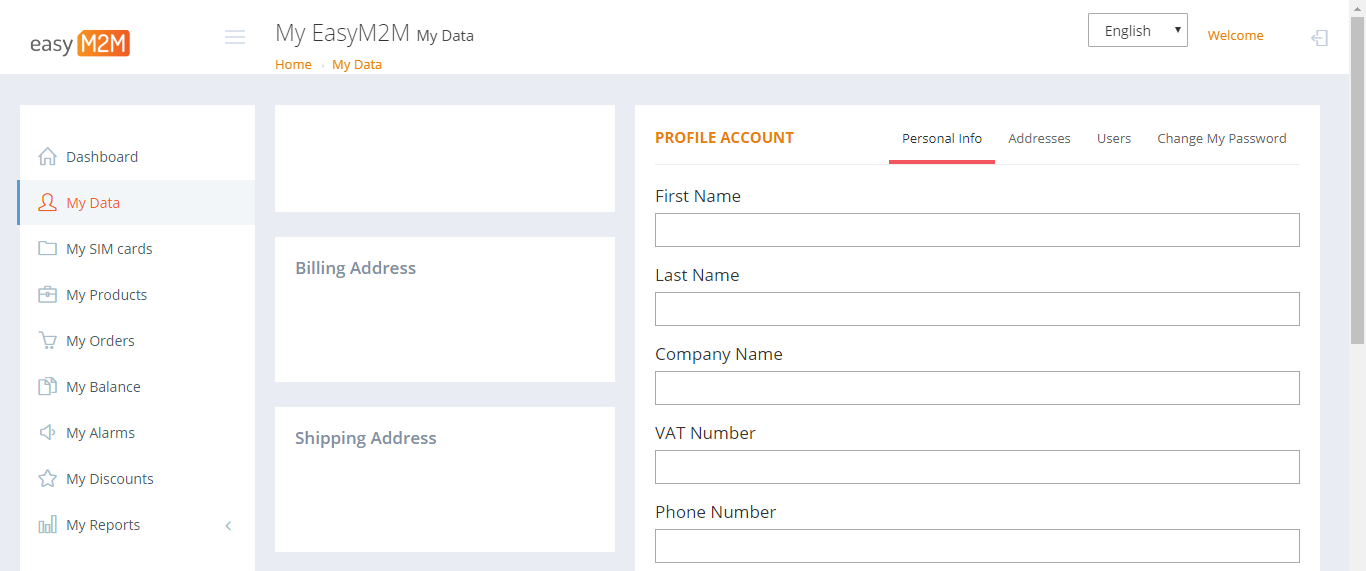 easy M2M
My EasyM2M My Data
Home My Data
English
Welcome
Dashboard
My Data
My SIM cards
My Products
My Orders
My Balance
My Alarms
My Discounts
My Reports
Billing Address
Shipping Address
PROFILE ACCOUNT
Personal Info Addresses Users Change My Password
First Name
Last Name
Company Name
VAT Number
Phone Number